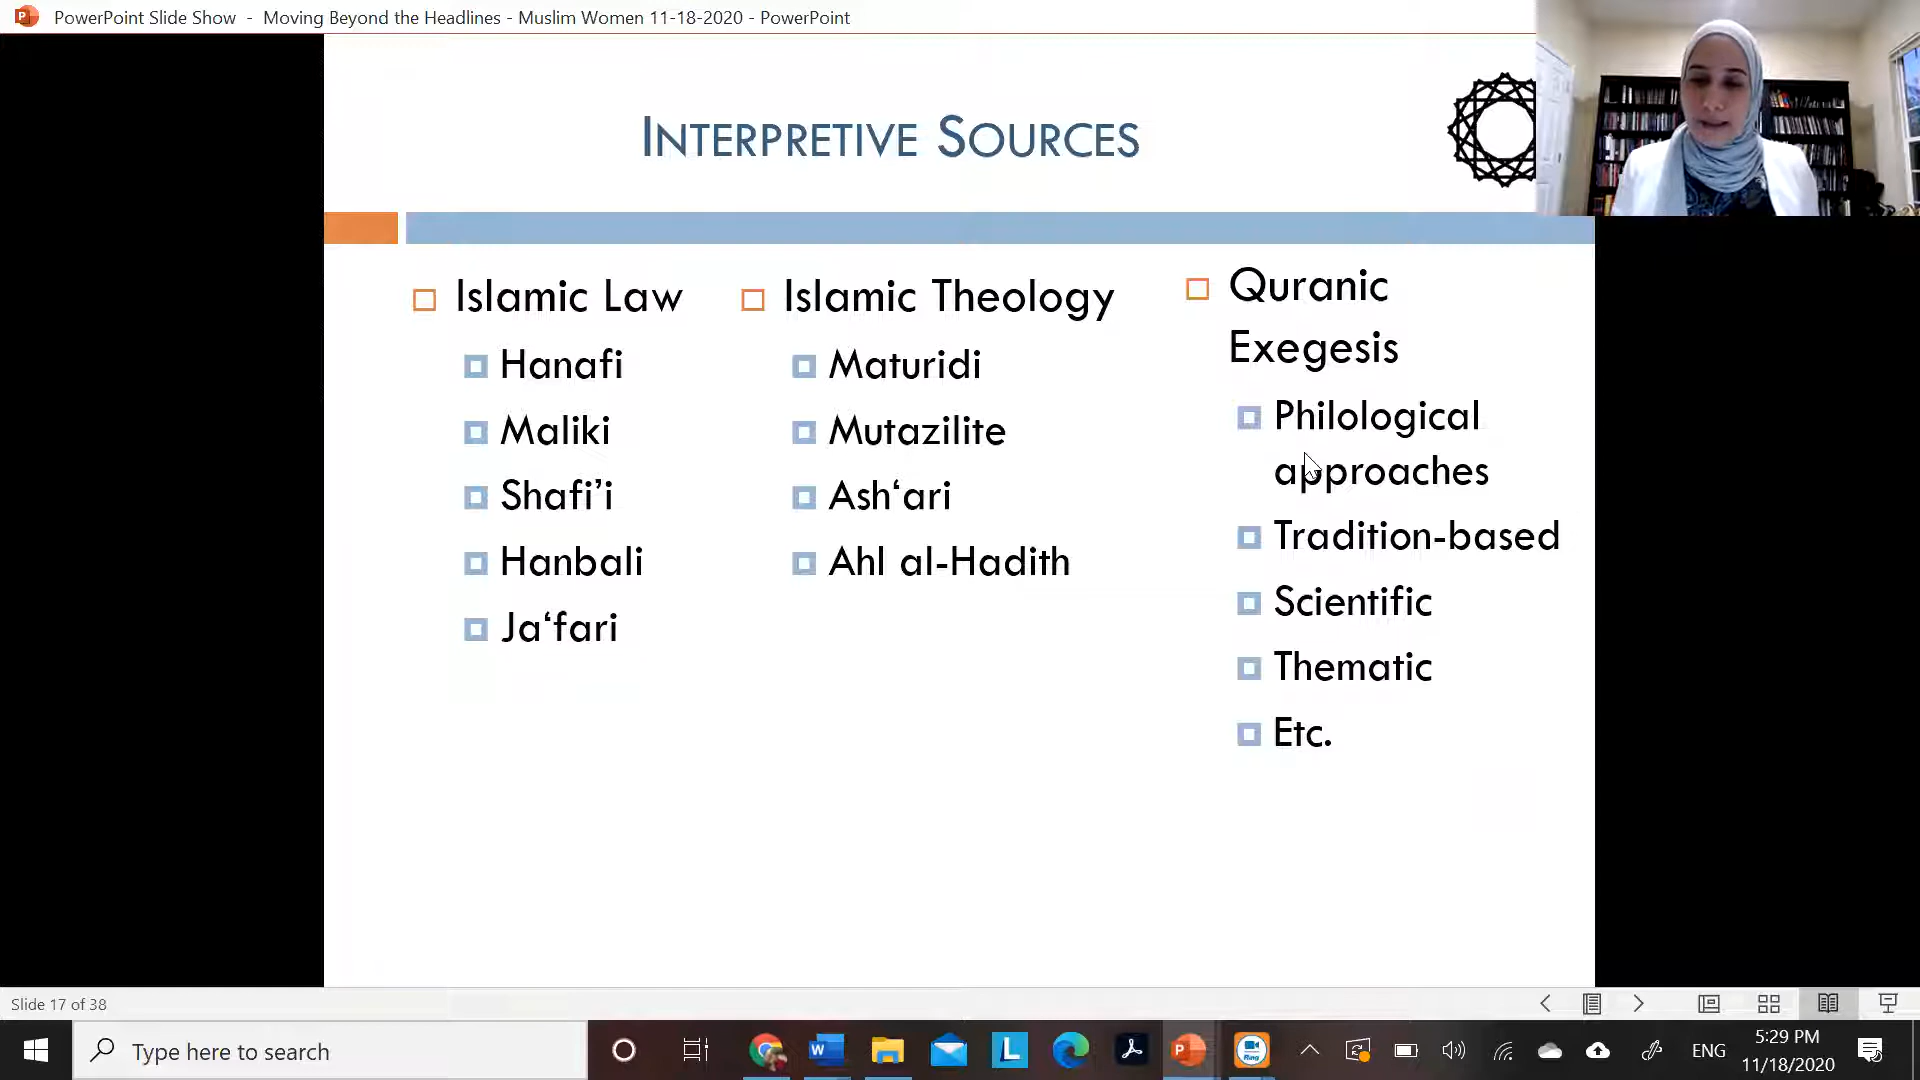 PowerPoint Slide Show - Moving Beyond the Headlines - Muslim Women 11-18-2020 - PowerPoint
INTERPRETIVE SOURCES
Islamic Law
Hanafi
Maliki
Shafi’i
Hanbali
Ja‘fari
Islamic Theology
Maturidi
Mutazilite
Ash‘ari
Ahl al-Hadith
Quranic
Exegesis
Philological
approaches
Tradition-based
Scientific
Thematic
Etc.
Slide 17 of 38
Type here to search
ENG
5:29 PM
11/18/2020